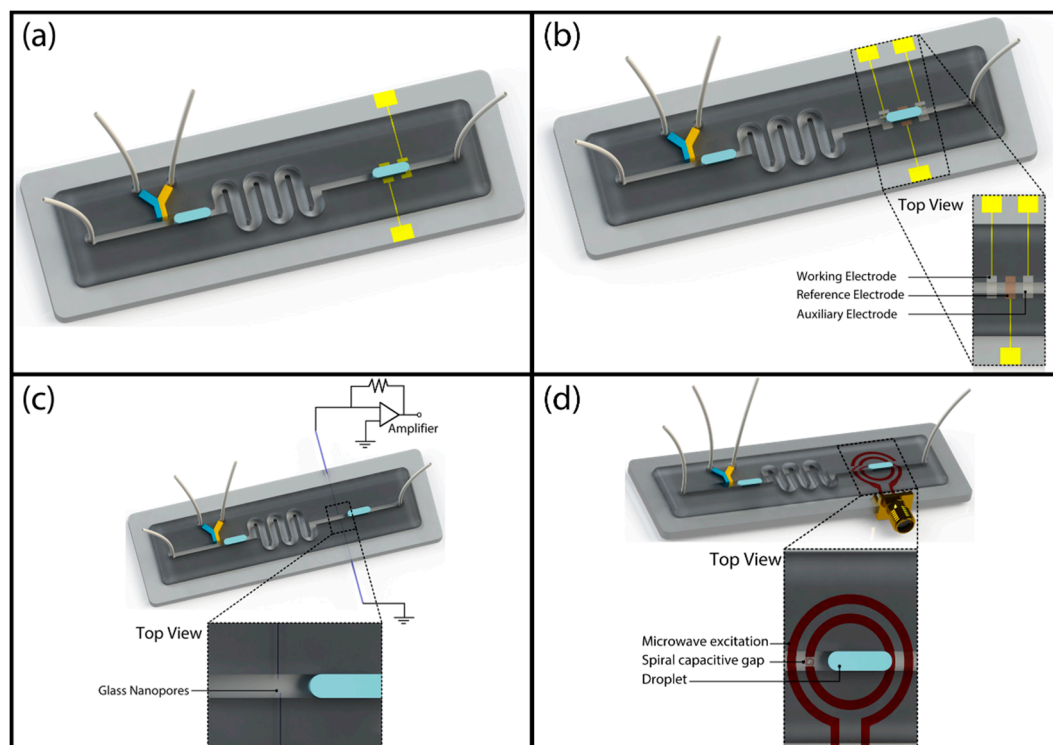 (a)
(b)
Top View
Working Electrode
Reference Electrode
Auxiliary Electrode
(c)
Amplifier
Top View
Glass Nanopores
(d)
Top View
Microwave excitation
Spiral capacitive gap
Droplet